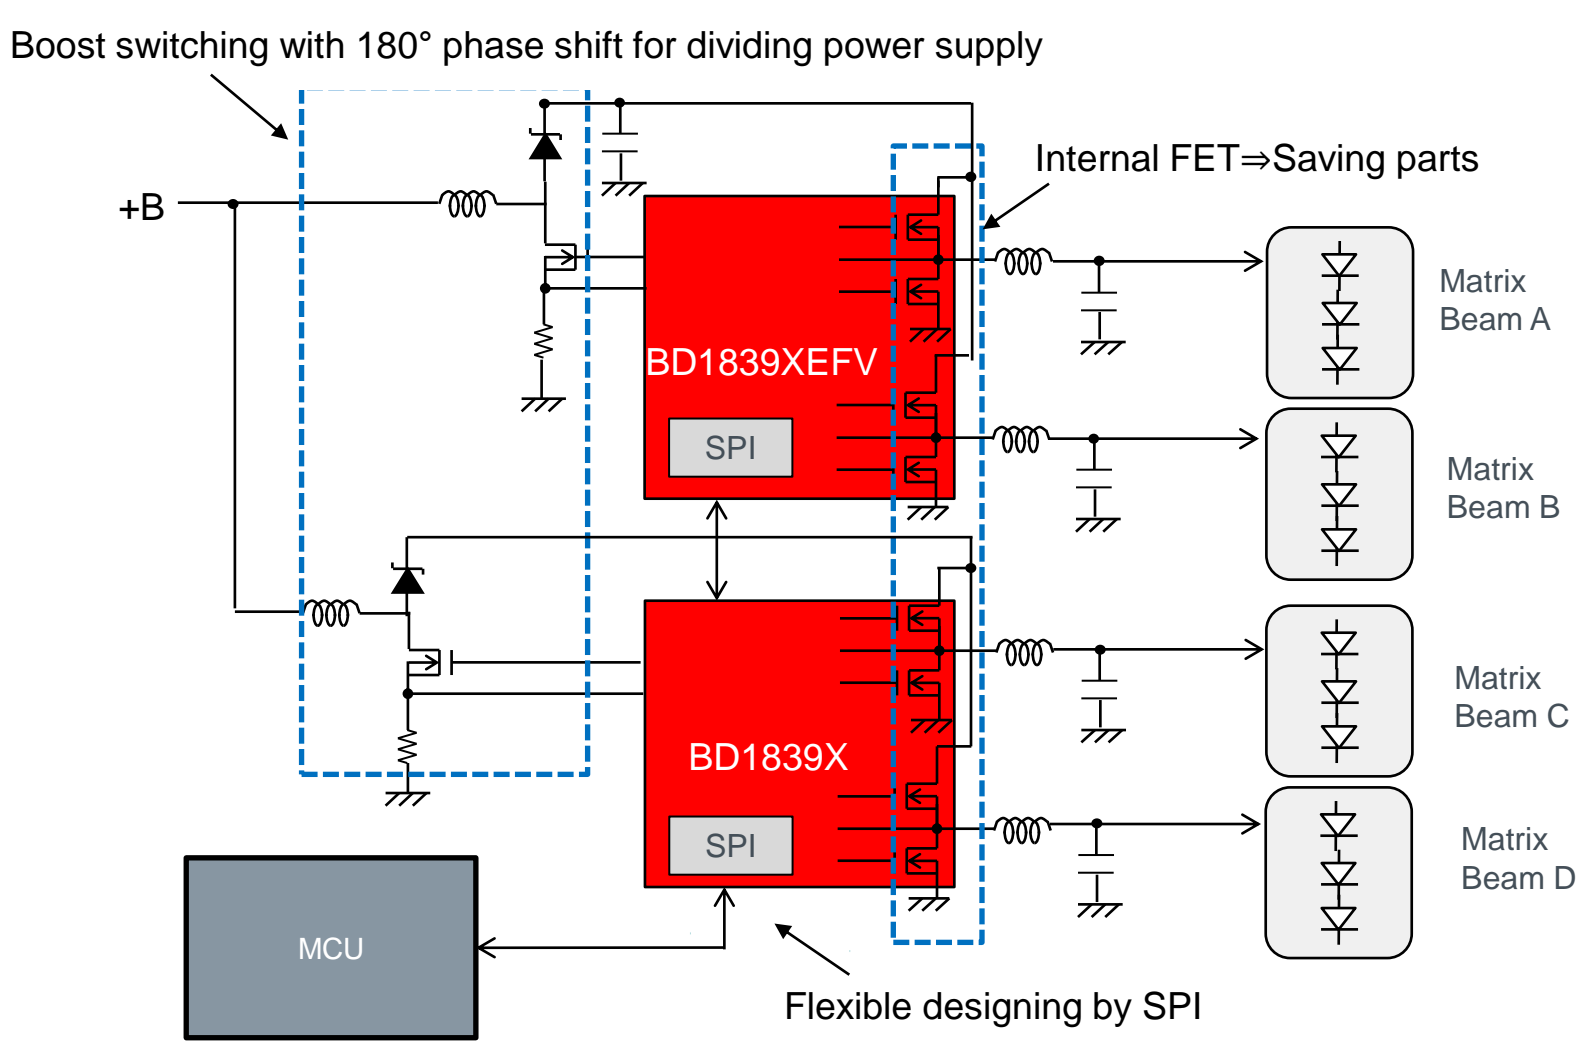 Boost switching with 180° phase shift for dividing power supply
Internal FET⇒Saving parts
+B
Matrix
Beam A
BD1839XEFV
SPI
Matrix
Beam B
Matrix
Beam C
BD1839X
SPI
Matrix
Beam D
MCU
Flexible designing by SPI